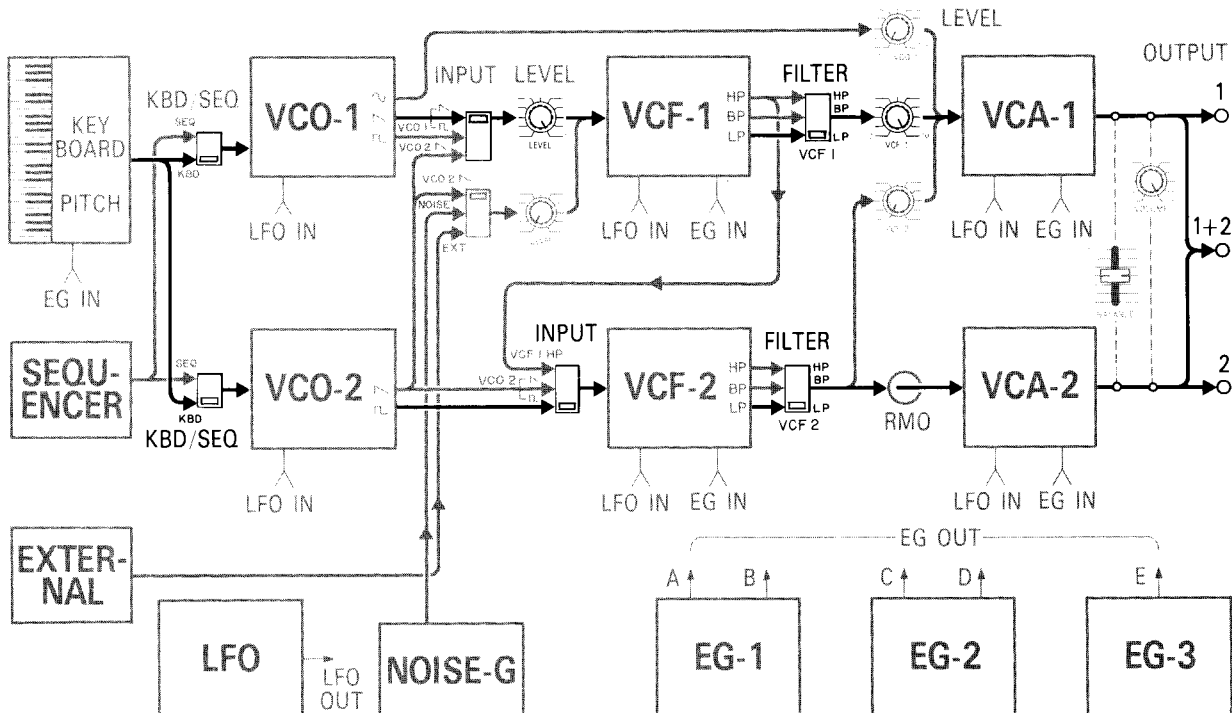 LEVEL
OUTPUT
INPUT LEVEL
FILTER
KBD/SEQ
SEQ
KBD
KEY
BOARD
PITCH
EG IN
VCO-1
LFO IN
VCO 1
VCO 2
LEVEL
VCO 2
NOISE
EXT
VCF-1
HP
BP
LP
LFO IN
EG IN
HP
BP
LP
VCF 1
VCF 1
VCA-1
LFO IN
EG IN
1
1+2
2
SEQU-
ENCER
SEQ
KBD
KBD/SEQ
VCO-2
LFO IN
INPUT
VCF 1 HP
VCO 2
VCF-2
HP
BP
LP
LFO IN
EG IN
FILTER
HP
BP
LP
VCF 2
RMO
VCA-2
LFO IN
EG IN
EXTER-
NAL
LFO
LFO
OUT
NOISE-G
EG OUT
A
B
C
D
E
EG-1
EG-2
EG-3